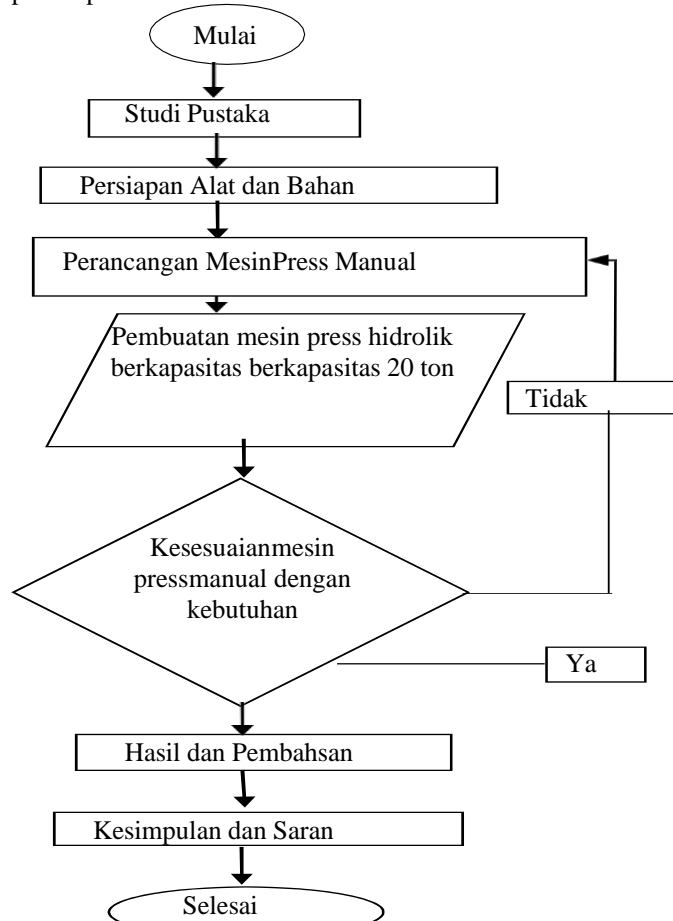 Mulai
Studi Pustaka
Persiapan Alat dan Bahan
Perancangan MesinPress Manual
Pembuatan mesin press hidrolik
berkapasitas berkapasitas 20 ton
Tidak
Kesesuaianmesin
pressmanual dengan
kebutuhan
Ya
Hasil dan Pembahsan
Kesimpulan dan Saran
Selesai